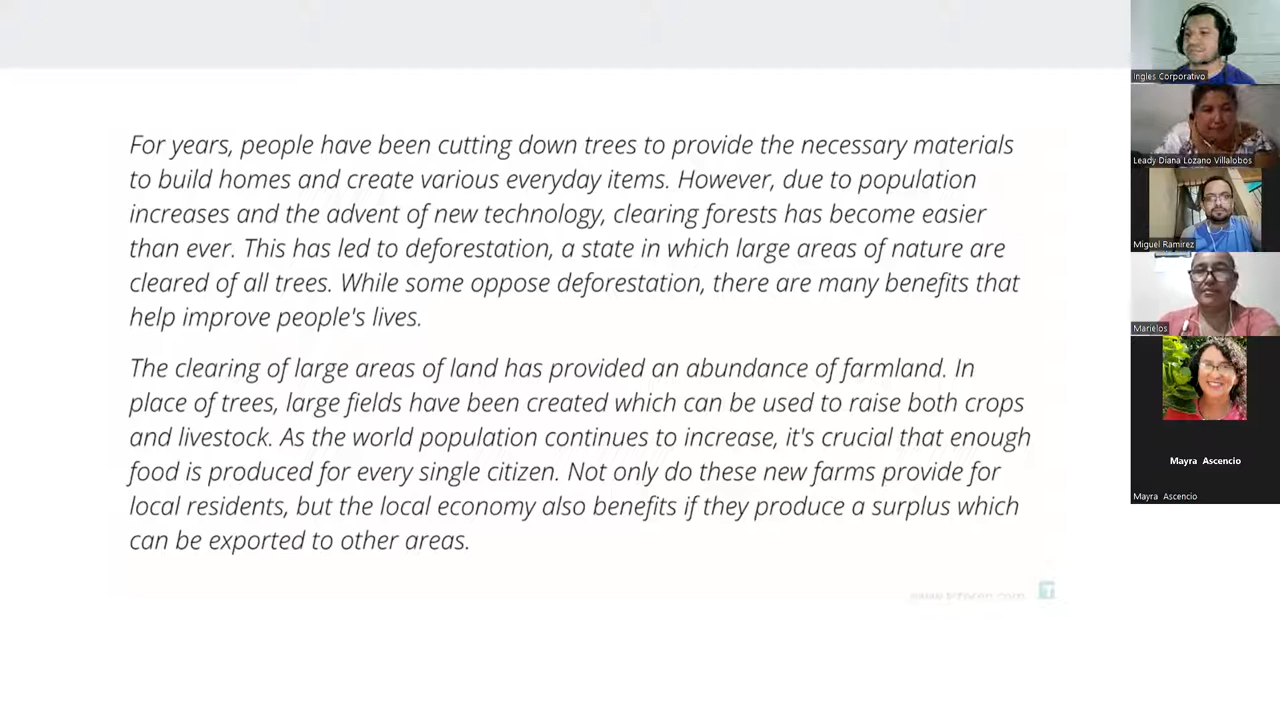 For years, people have been cutting down trees to provide the necessary materials
to build homes and create various everyday items. However, due to population
increases and the advent of new technology, clearing forests has become easier
than ever. This has led to deforestation, a state in which large areas of nature are
cleared of all trees. While some oppose deforestation, there are many benefits that
help improve people's lives.
The clearing of large areas of land has provided an abundance of farmland. In
place of trees, large fields have been created which can be used to raise both crops
and livestock. As the world population continues to increase, it's crucial that enough
food is produced for every single citizen. Not only do these new farms provide for
local residents, but the local economy also benefits if they produce a surplus which
can be exported to other areas.
Ingles Corporativo
Leady Diana Lozano Villalobos
Miguel Ramirez
Marielos
Mayra Ascencio
Mayra Ascencio